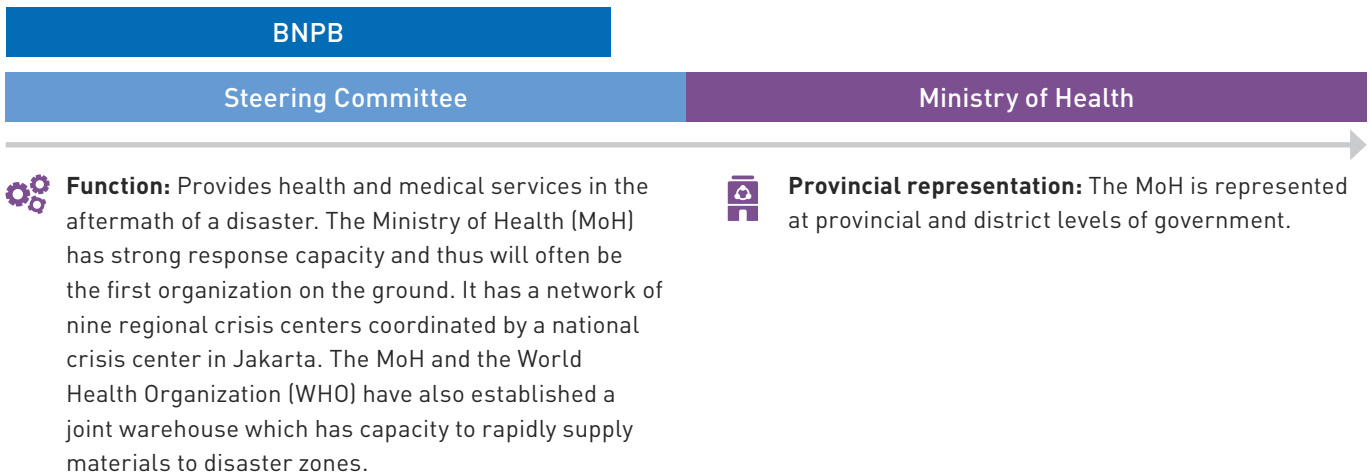 BNPB
Steering Committee
Ministry of Health
Function: Provides health and medical services in the
aftermath of a disaster. The Ministry of Health (MoH)
has strong response capacity and thus will often be
the first organization on the ground. It has a network of
nine regional crisis centers coordinated by a national
crisis center in Jakarta. The MoH and the World
Health Organization (WHO) have also established a
joint warehouse which has capacity to rapidly supply
materials to disaster zones.
Provincial representation: The MoH is represented
at provincial and district levels of government.